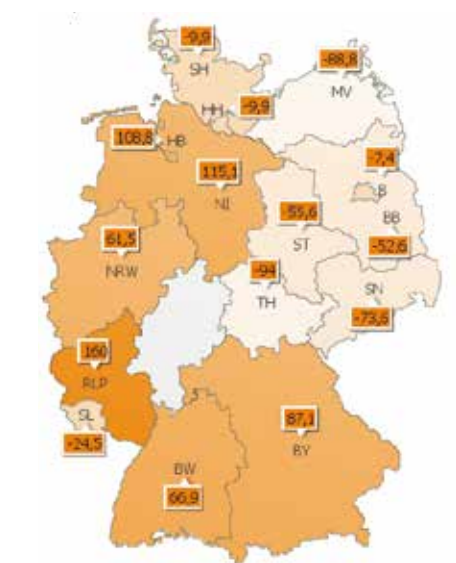 -9,9
SH
-88,8
MV
HH
-9,9
108,8
HB
115,1
NI
-7,4
B
BB
-55,6
ST
-52,6
61,5
NRW
-94
TH
SN
-73,6
160
RLP
SL
-24,5
87,1
BY
BW
66,9